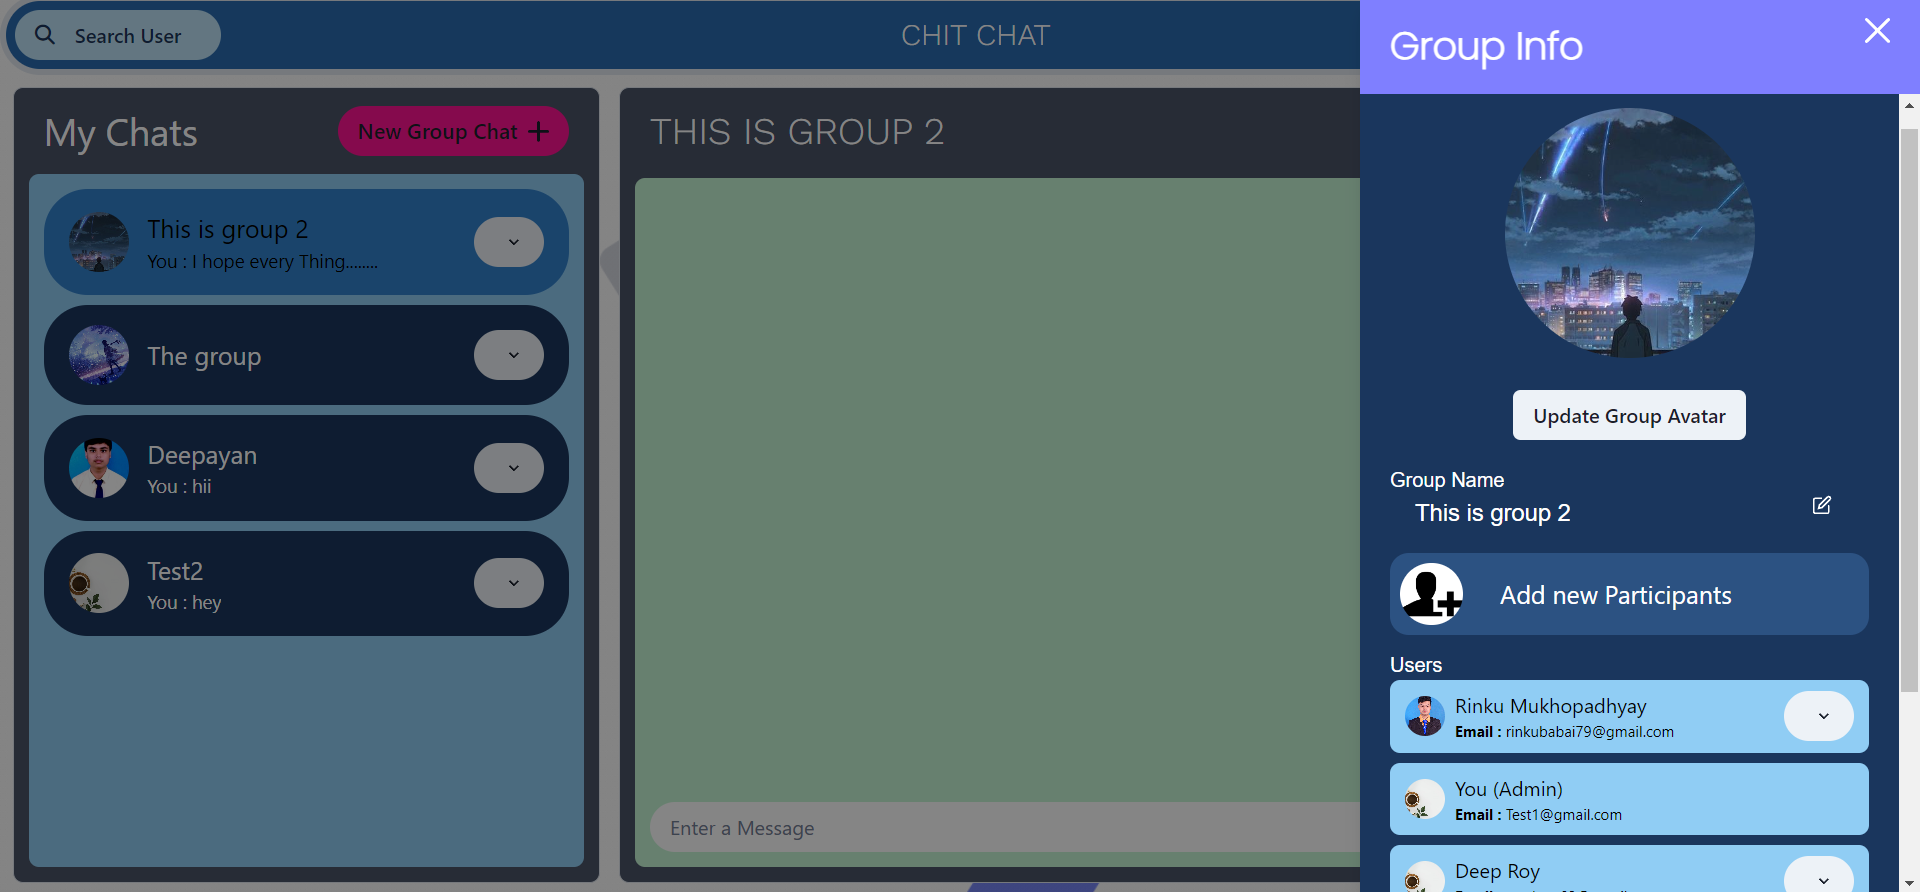 Search User
CHIT CHAT
My Chats
New Group Chat
This is group 2
You : I hope every Thing........
The group
Deepayan
You : hii
Test2
You : hey
THIS IS GROUP 2
Enter a Message
Group Info
Update Group Avatar
Group Name
This is group 2
Add new Participants
Users
Rinku Mukhopadhyay
Email : rinkubabai79@gmail.com
You (Admin)
Email : Test1@gmail.com
Deep Roy